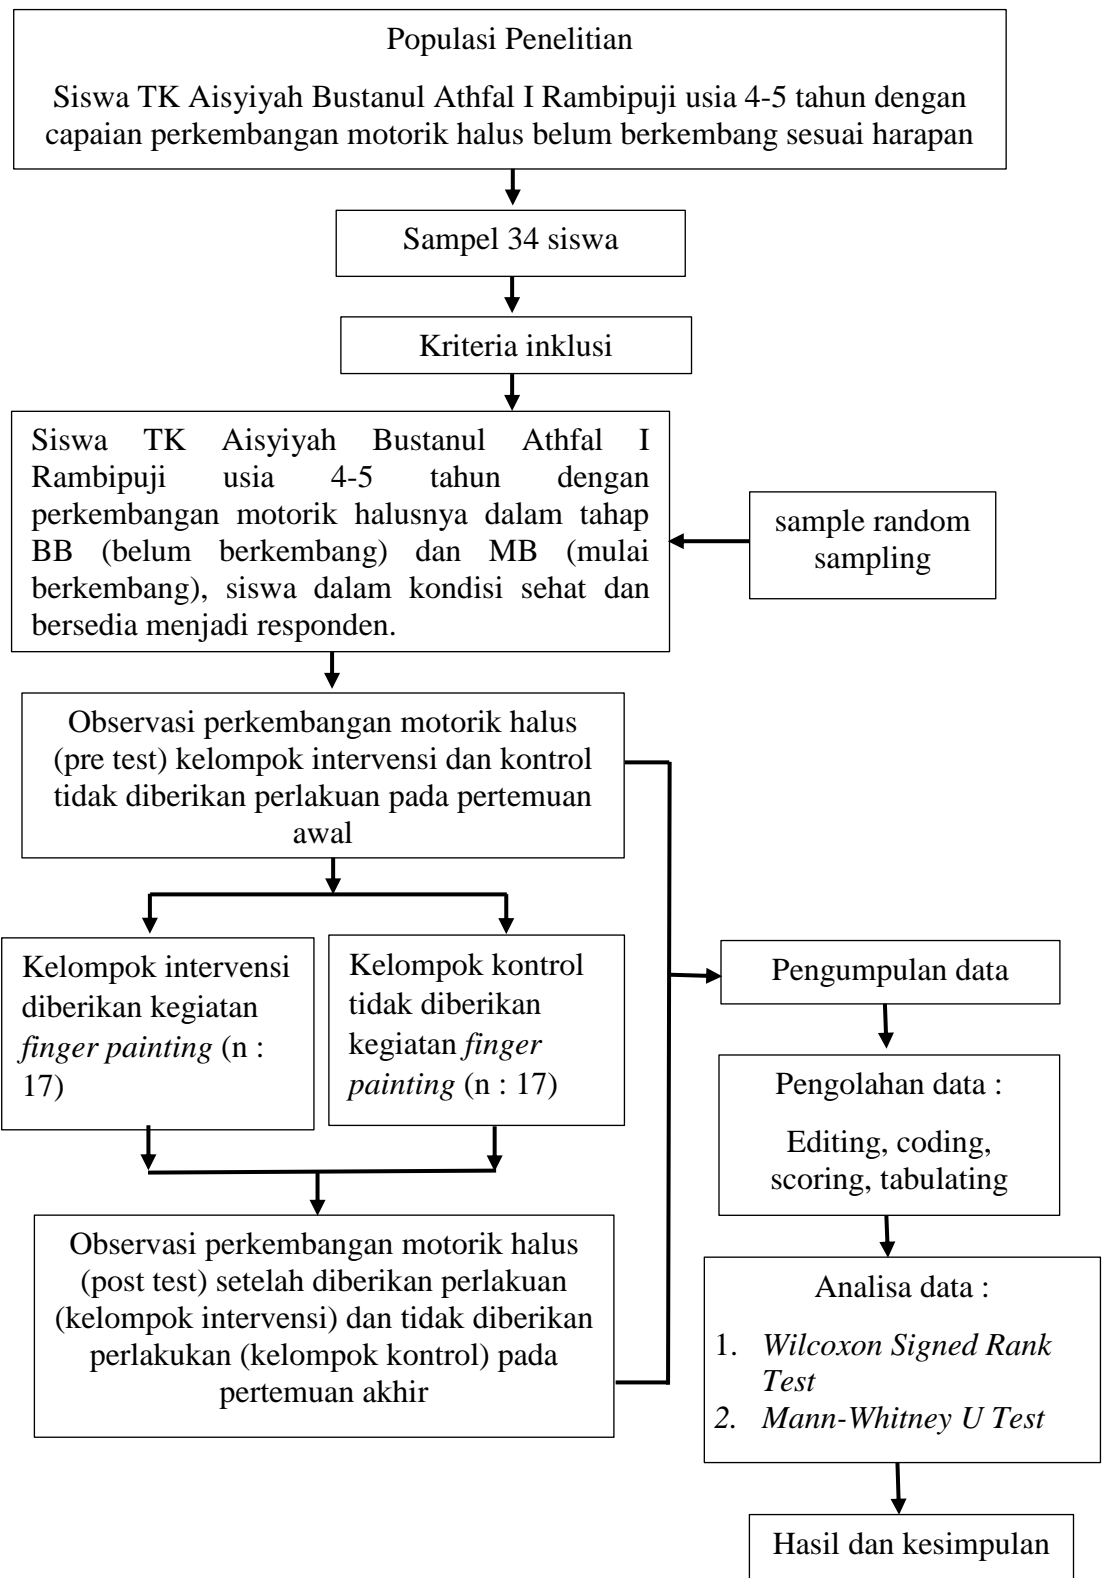 Populasi Penelitian
Siswa TK Aisyiyah Bustanul Athfal I Rambipuji usia 4-5 tahun dengan
capaian perkembangan motorik halus belum berkembang sesuai harapan
Sampel 34 siswa
Kriteria inklusi
Siswa TK Aisyiyah Bustanul Athfal I
Rambipuji usia 4-5 tahun dengan
perkembangan motorik halusnya dalam tahap
BB (belum berkembang) dan MB (mulai
berkembang), siswa dalam kondisi sehat dan
bersedia menjadi responden.
sample random
sampling
Observasi perkembangan motorik halus
(pre test) kelompok intervensi dan kontrol
tidak diberikan perlakuan pada pertemuan
awal
Kelompok intervensi
diberikan kegiatan
finger painting (n :
17)
Kelompok kontrol
tidak diberikan
kegiatan finger
painting (n : 17)
Observasi perkembangan motorik halus
(post test) setelah diberikan perlakuan
(kelompok intervensi) dan tidak diberikan
perlakukan (kelompok kontrol) pada
pertemuan akhir
Pengumpulan data
Pengolahan data :
Editing, coding,
scoring, tabulating
Analisa data :
1. Wilcoxon Signed Rank
Test
2. Mann-Whitney U Test
Hasil dan kesimpulan